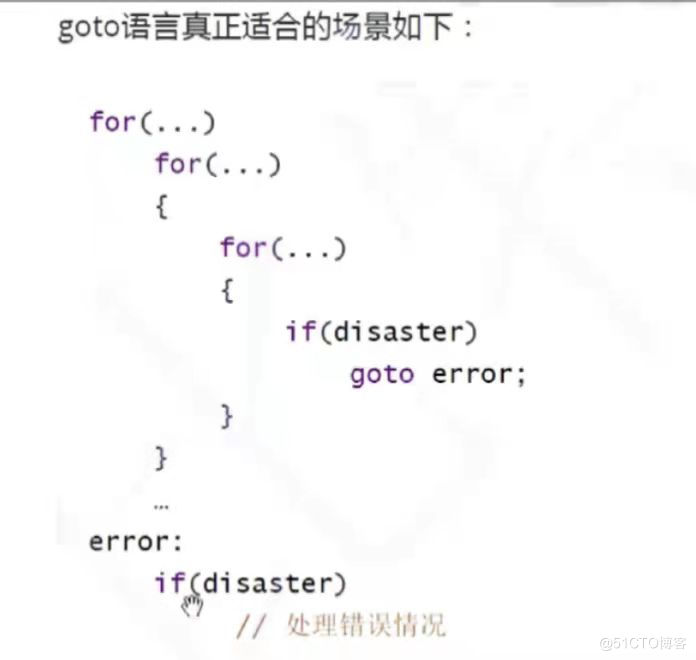 goto语言真正适合的场景如下：
for(...)
for(...)
{
for(...)
{
if(disaster)
goto error;
}
}
…
error:
if(disaster)
// 处理错误情况
@51CTO博客